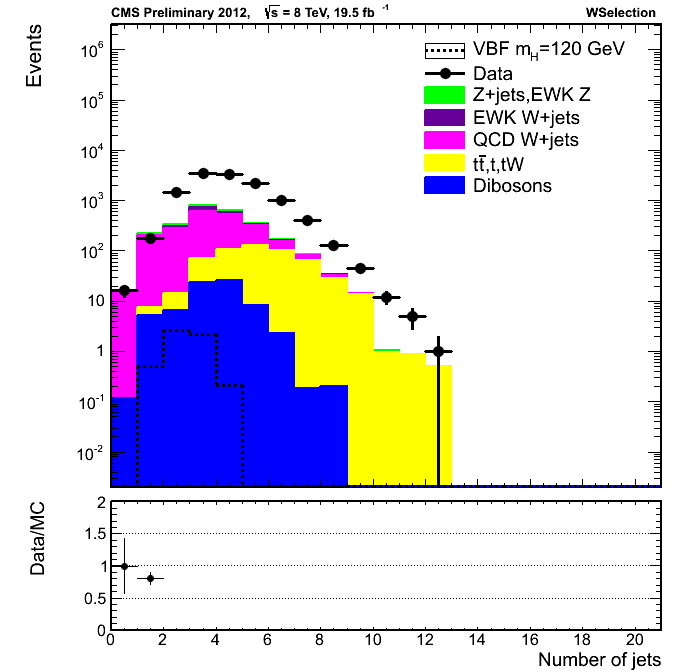 CMS Preliminary 2012, √s = 8 TeV, 19.5 fb⁻¹ WSelection
Events
10⁶
10⁵
10⁴
10³
10²
10
1
10⁻¹
10⁻²
VBF m_H=120 GeV
Data
Z+jets,EWK Z
EWK W+jets
QCD W+jets
tt̄,t,tW
Dibosons
Data/MC
2
1.5
1
0.5
0
0 2 4 6 8 10 12 14 16 18 20
Number of jets